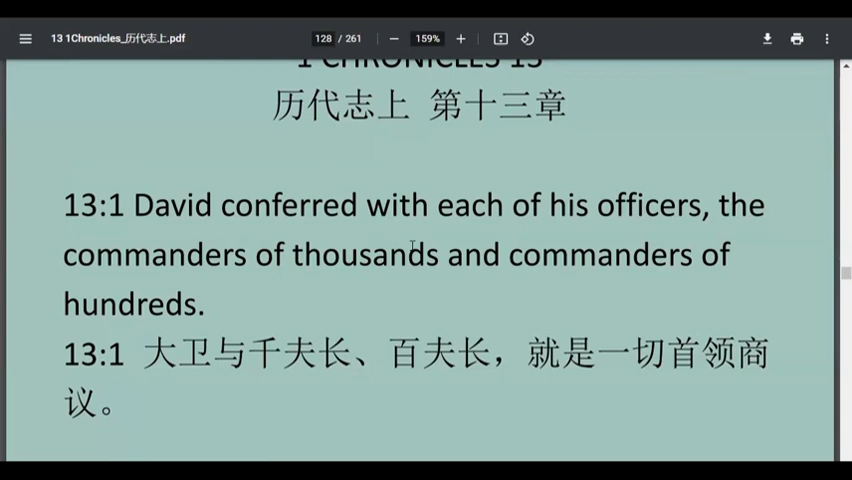 13 1Chronicles_历代志上.pdf
128 / 261
159%
1 CHRONICLES 13
历代志上 第十三章
13:1 David conferred with each of his officers, the
commanders of thousands and commanders of
hundreds.
13:1 大卫与千夫长、百夫长，就是一切首领商
议。